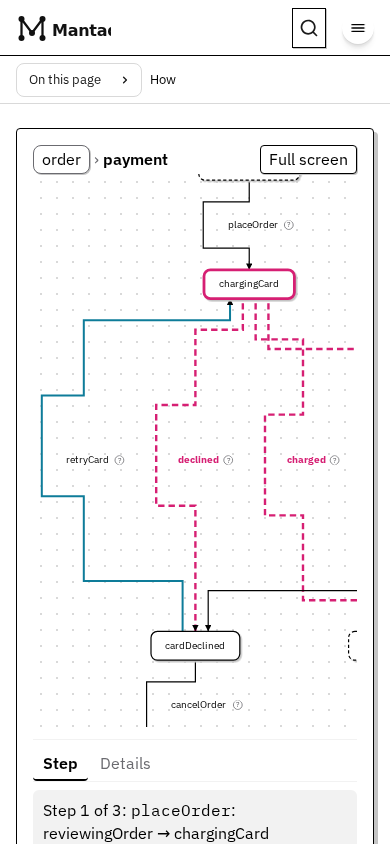 On this page › How
order › payment Full screen
placeOrder ?
chargingCard
retryCard ? declined ? charged ?
cardDeclined
cancelOrder ?
Step Details
Step 1 of 3: placeOrder:
reviewingOrder → chargingCard